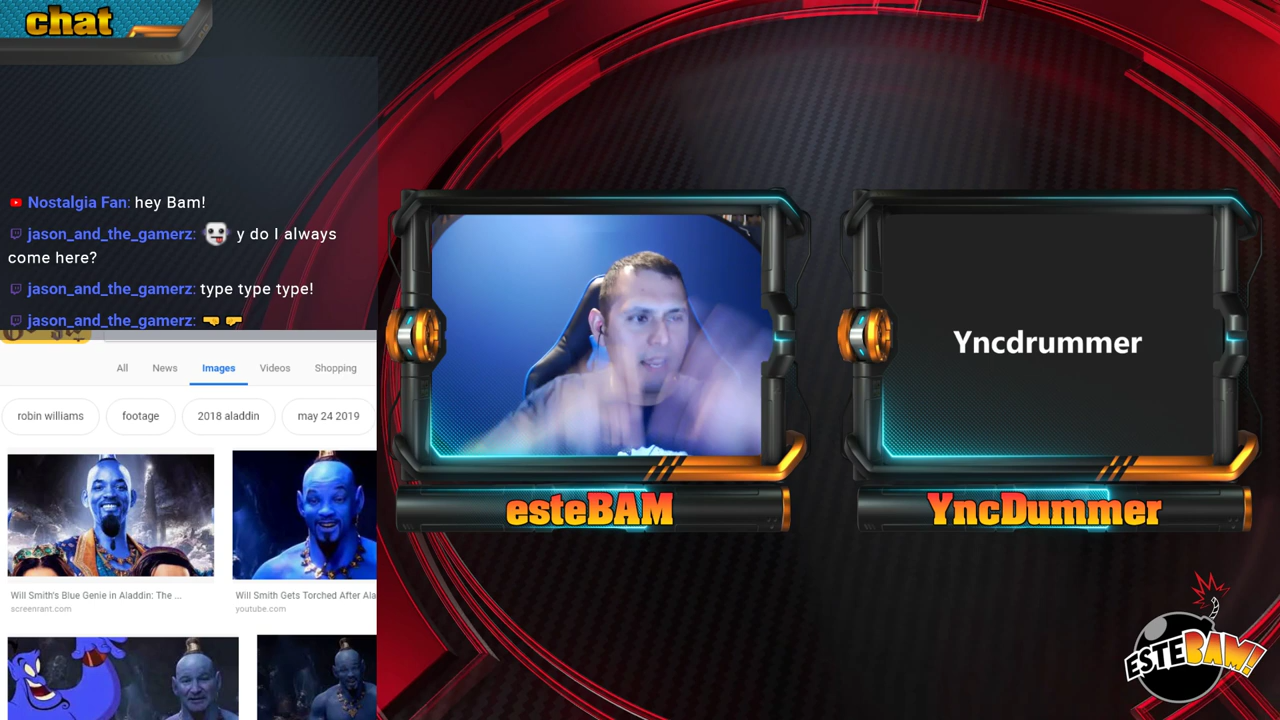 chat
Nostalgia Fan: hey Bam!
jason_and_the_gamerz: y do I always
come here?
jason_and_the_gamerz: type type type!
jason_and_the_gamerz:
All News Images Videos Shopping
robin williams footage 2018 aladdin may 24 2019
Will Smith's Blue Genie in Aladdin: The ...
screenrant.com
Will Smith Gets Torched After Ala
youtube.com
Yncdrummer
esteBAM
YncDummer
ESTEBAM!